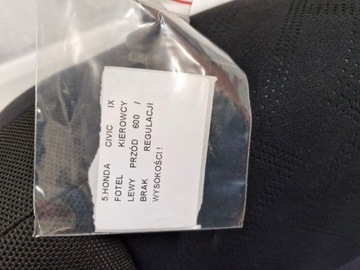 5.HONDA CIVIC IX
FOTEL KIEROWCY
LEWY PRZÓD 600 /
BRAK REGULACJI
WYSOKOŚCI !